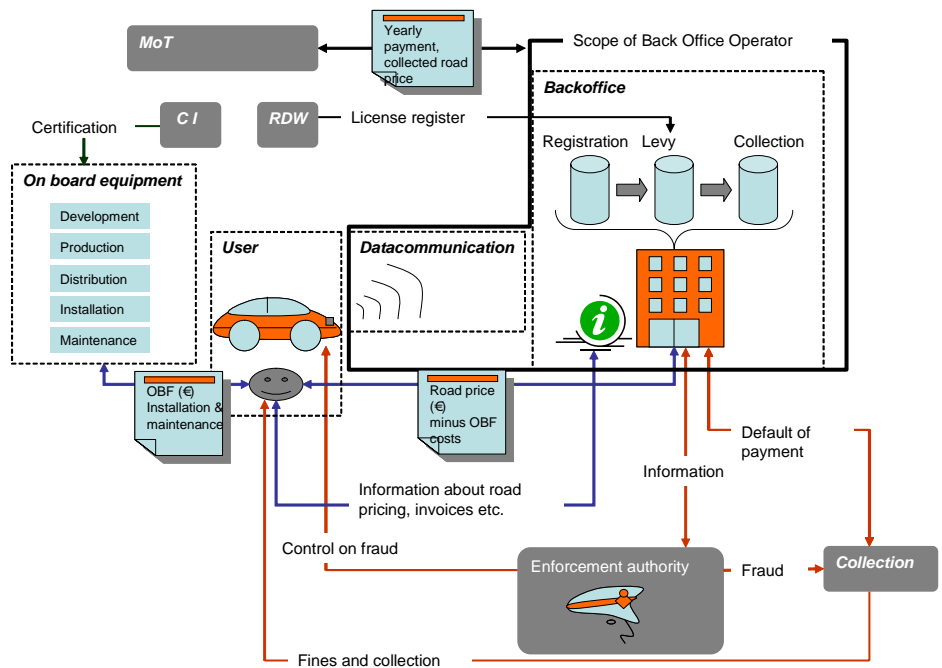 MoT
Yearly
payment,
collected road
price
Scope of Back Office Operator
Backoffice
C I
RDW
License register
Certification
Registration
Levy
Collection
On board equipment
Development
Production
Distribution
Installation
Maintenance
User
Datacommunication
i
OBF (€)
Installation &
maintenance
Road price
(€)
minus OBF
costs
Default of
payment
Information
Information about road
pricing, invoices etc.
Control on fraud
Enforcement authority
Fraud
Collection
Fines and collection